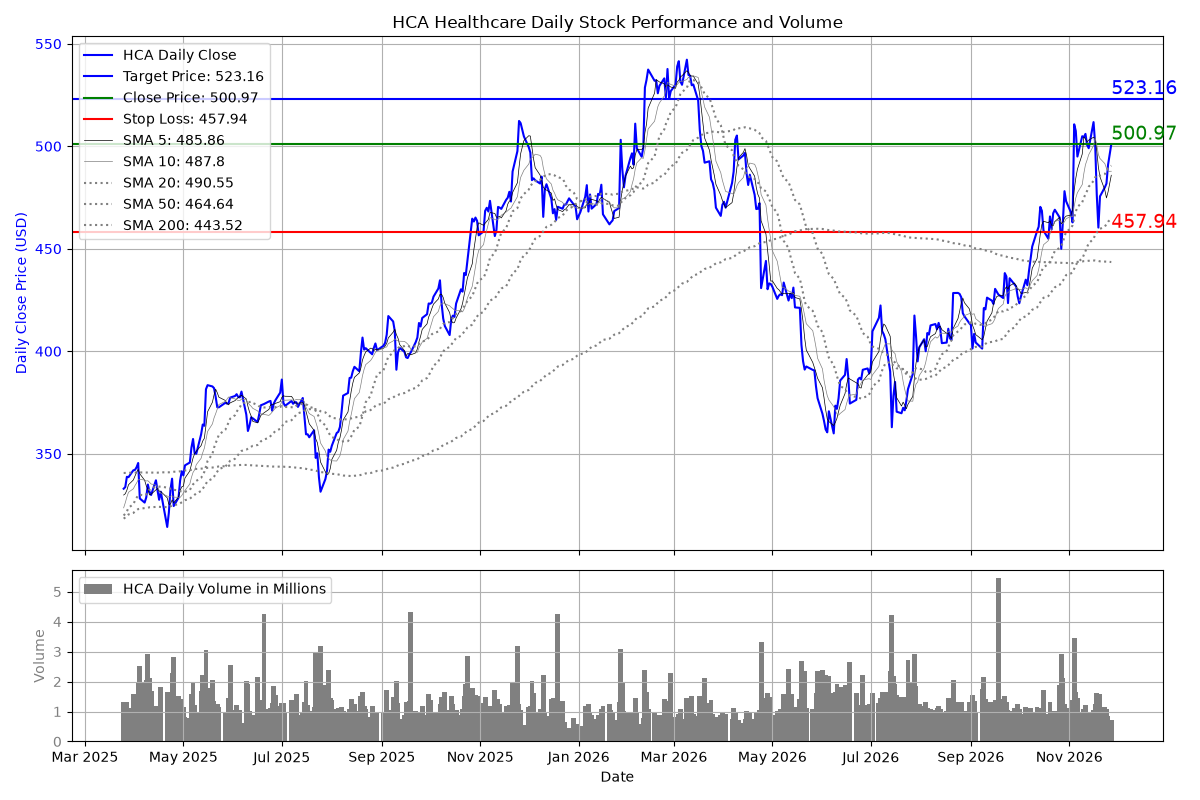 HCA Healthcare Daily Stock Performance and Volume
Daily Close Price (USD)
550
500
450
400
350
HCA Daily Close
Target Price: 523.16
Close Price: 500.97
Stop Loss: 457.94
SMA 5: 485.86
SMA 10: 487.8
SMA 20: 490.55
SMA 50: 464.64
SMA 200: 443.52
523.16
500.97
457.94
Volume
5
4
3
2
1
0
HCA Daily Volume in Millions
Mar 2025 May 2025 Jul 2025 Sep 2025 Nov 2025 Jan 2026 Mar 2026 May 2026 Jul 2026 Sep 2026 Nov 2026
Date